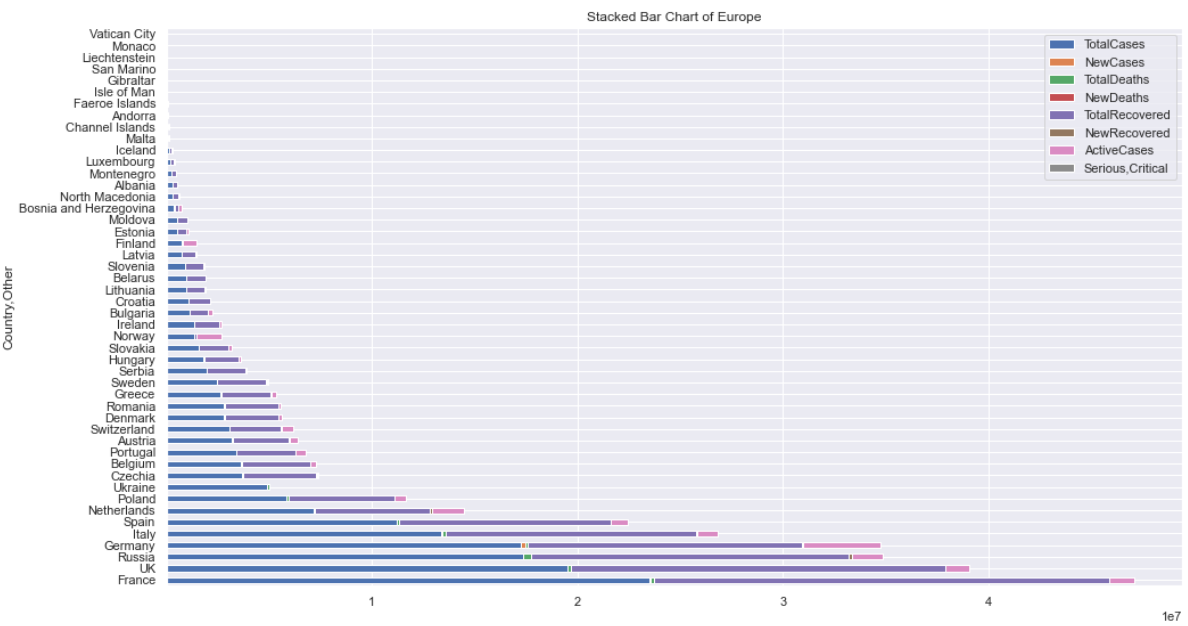 Stacked Bar Chart of Europe
Vatican City
Monaco
Liechtenstein
San Marino
Gibraltar
Isle of Man
Faeroe Islands
Andorra
Channel Islands
Malta
Iceland
Luxembourg
Montenegro
Albania
North Macedonia
Bosnia and Herzegovina
Moldova
Estonia
Finland
Latvia
Slovenia
Belarus
Lithuania
Croatia
Bulgaria
Ireland
Norway
Slovakia
Hungary
Serbia
Sweden
Greece
Romania
Denmark
Switzerland
Austria
Portugal
Belgium
Czechia
Ukraine
Poland
Netherlands
Spain
Italy
Germany
Russia
UK
France
Country,Other
TotalCases
NewCases
TotalDeaths
NewDeaths
TotalRecovered
NewRecovered
ActiveCases
Serious,Critical
1 2 3 4
1e7